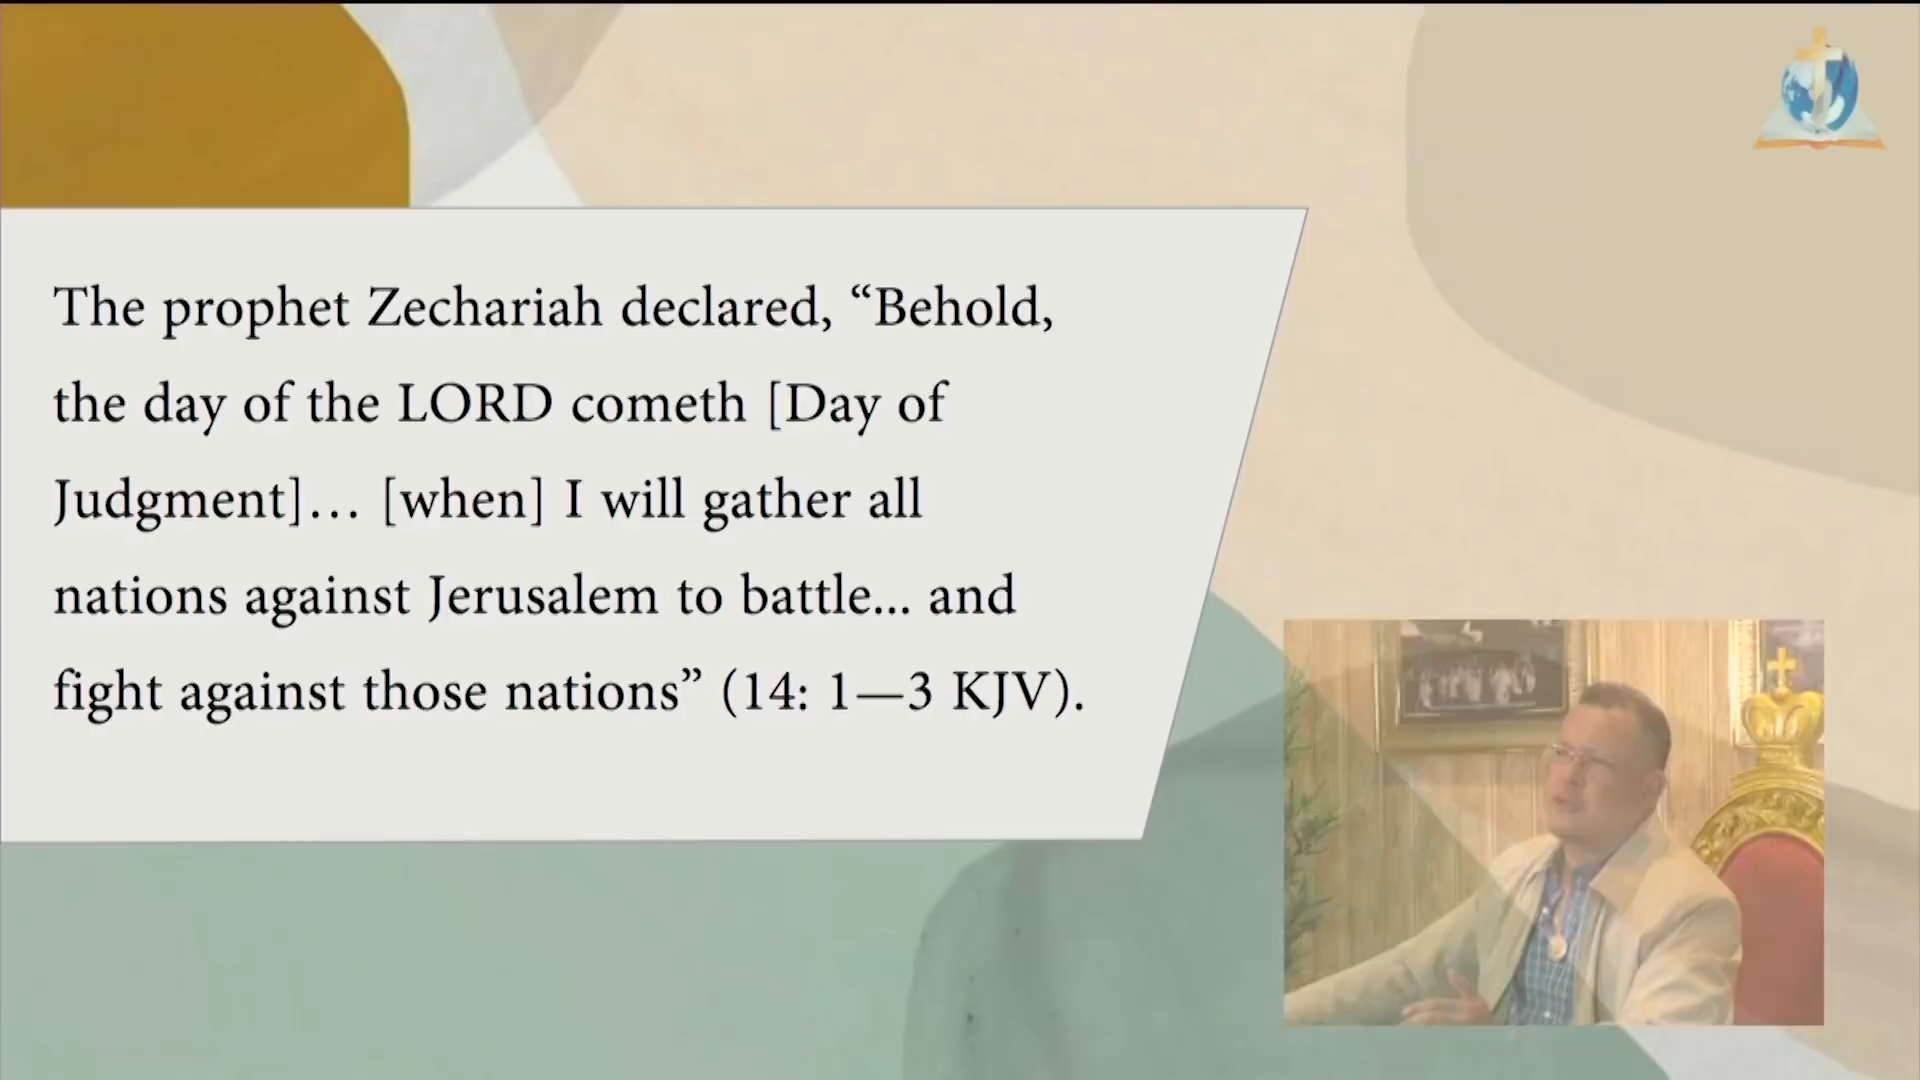 The prophet Zechariah declared, “Behold,
the day of the LORD cometh [Day of
Judgment]… [when] I will gather all
nations against Jerusalem to battle... and
fight against those nations” (14: 1—3 KJV).